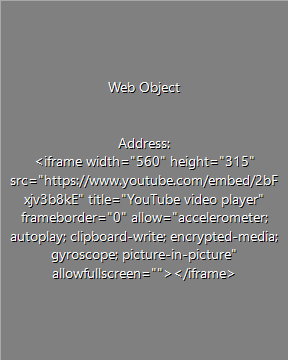 Web Object
Address:
<iframe width="560" height="315"
src="https://www.youtube.com/embed/2bF
xjv3b8kE" title="YouTube video player"
frameborder="0" allow="accelerometer;
autoplay; clipboard-write; encrypted-media;
gyroscope; picture-in-picture"
allowfullscreen=""></iframe>